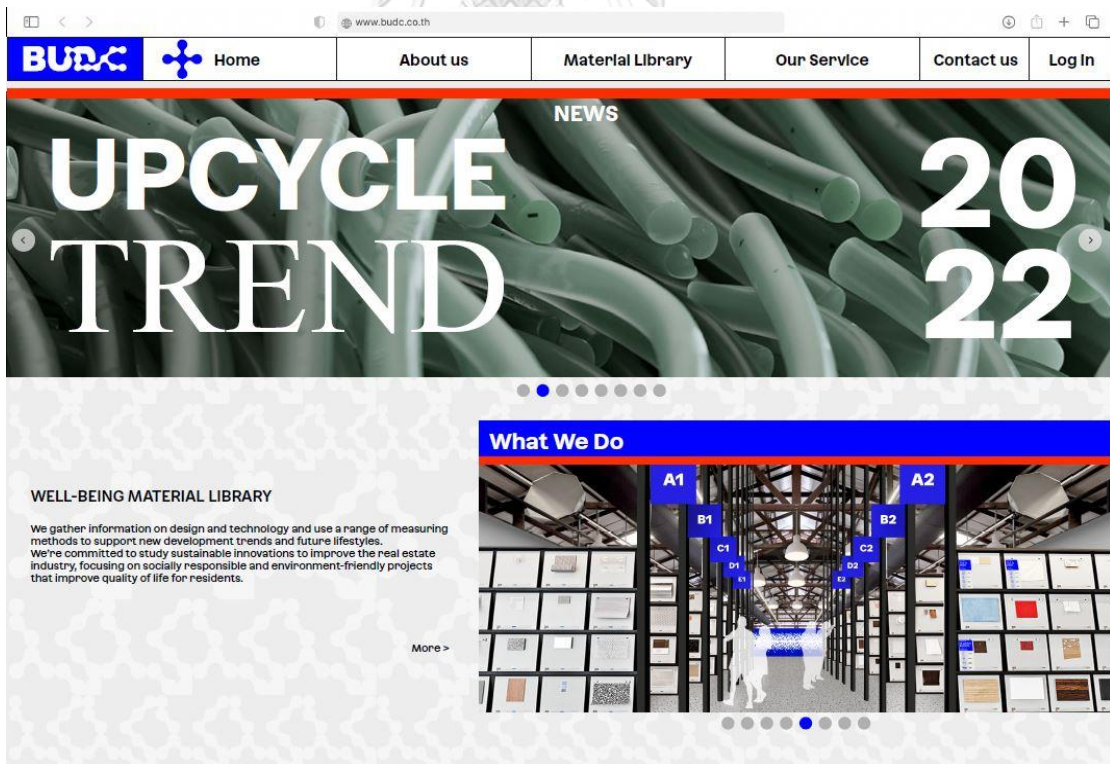 www.budc.co.th
BUDC
Home
About us
Material Library
Our Service
Contact us
Log In
NEWS
UPCYCLE
TREND
20
22
What We Do
WELL-BEING MATERIAL LIBRARY
We gather information on design and technology and use a range of measuring
methods to support new development trends and future lifestyles.
We're committed to study sustainable innovations to improve the real estate
industry, focusing on socially responsible and environment-friendly projects
that improve quality of life for residents.
More >
A1
A2
B1
B2
C1
C2
D1
D2
E1
E2